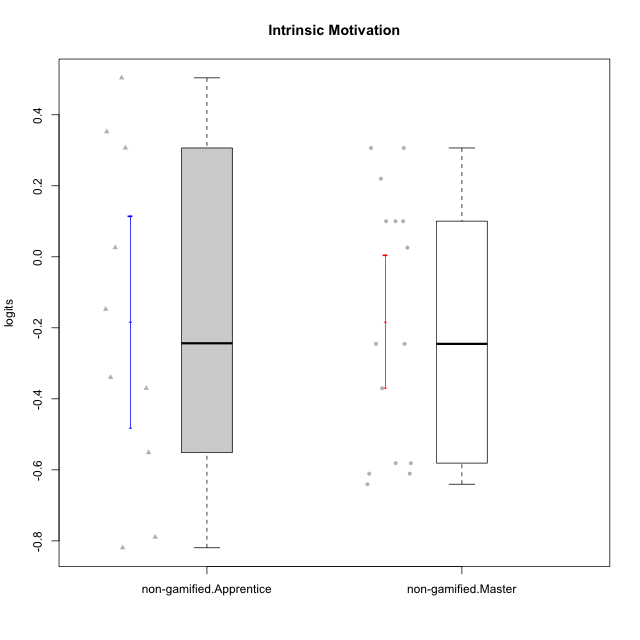 Intrinsic Motivation
logits
0.4
0.2
0.0
-0.2
-0.4
-0.6
-0.8
non-gamified.Apprentice
non-gamified.Master